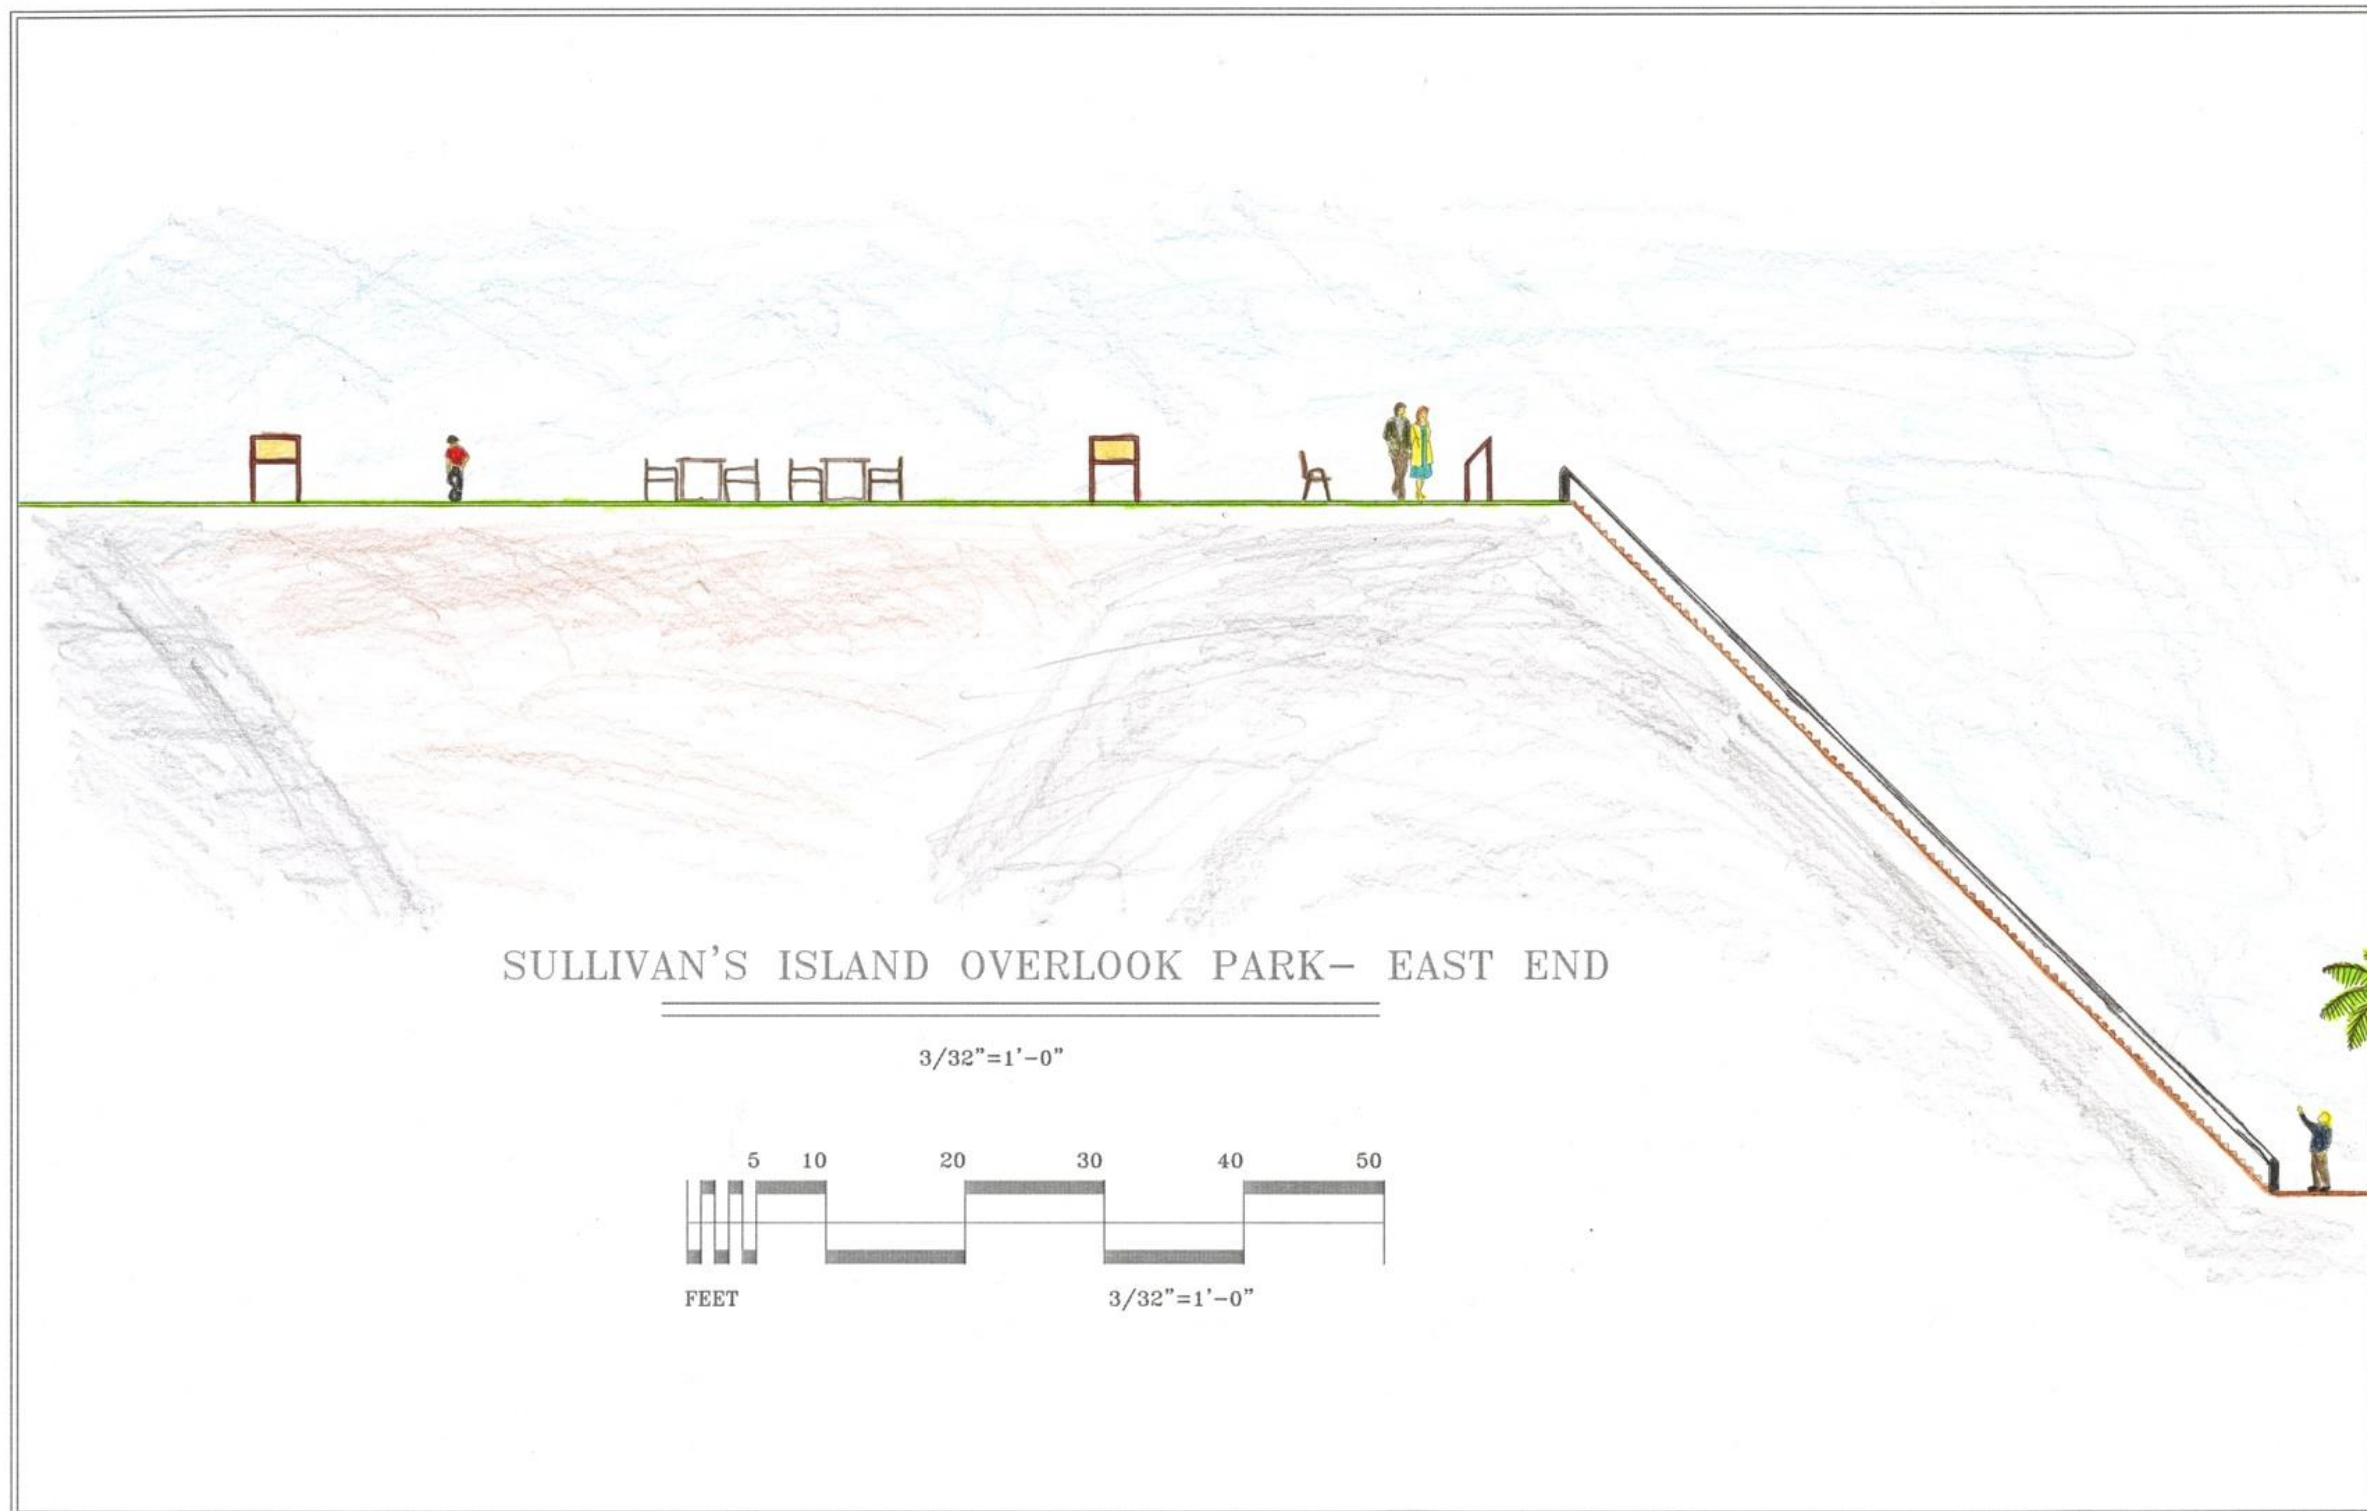 SULLIVAN'S ISLAND OVERLOOK PARK- EAST END
3/32"=1'-0"
5 10 20 30 40 50
FEET 3/32"=1'-0"